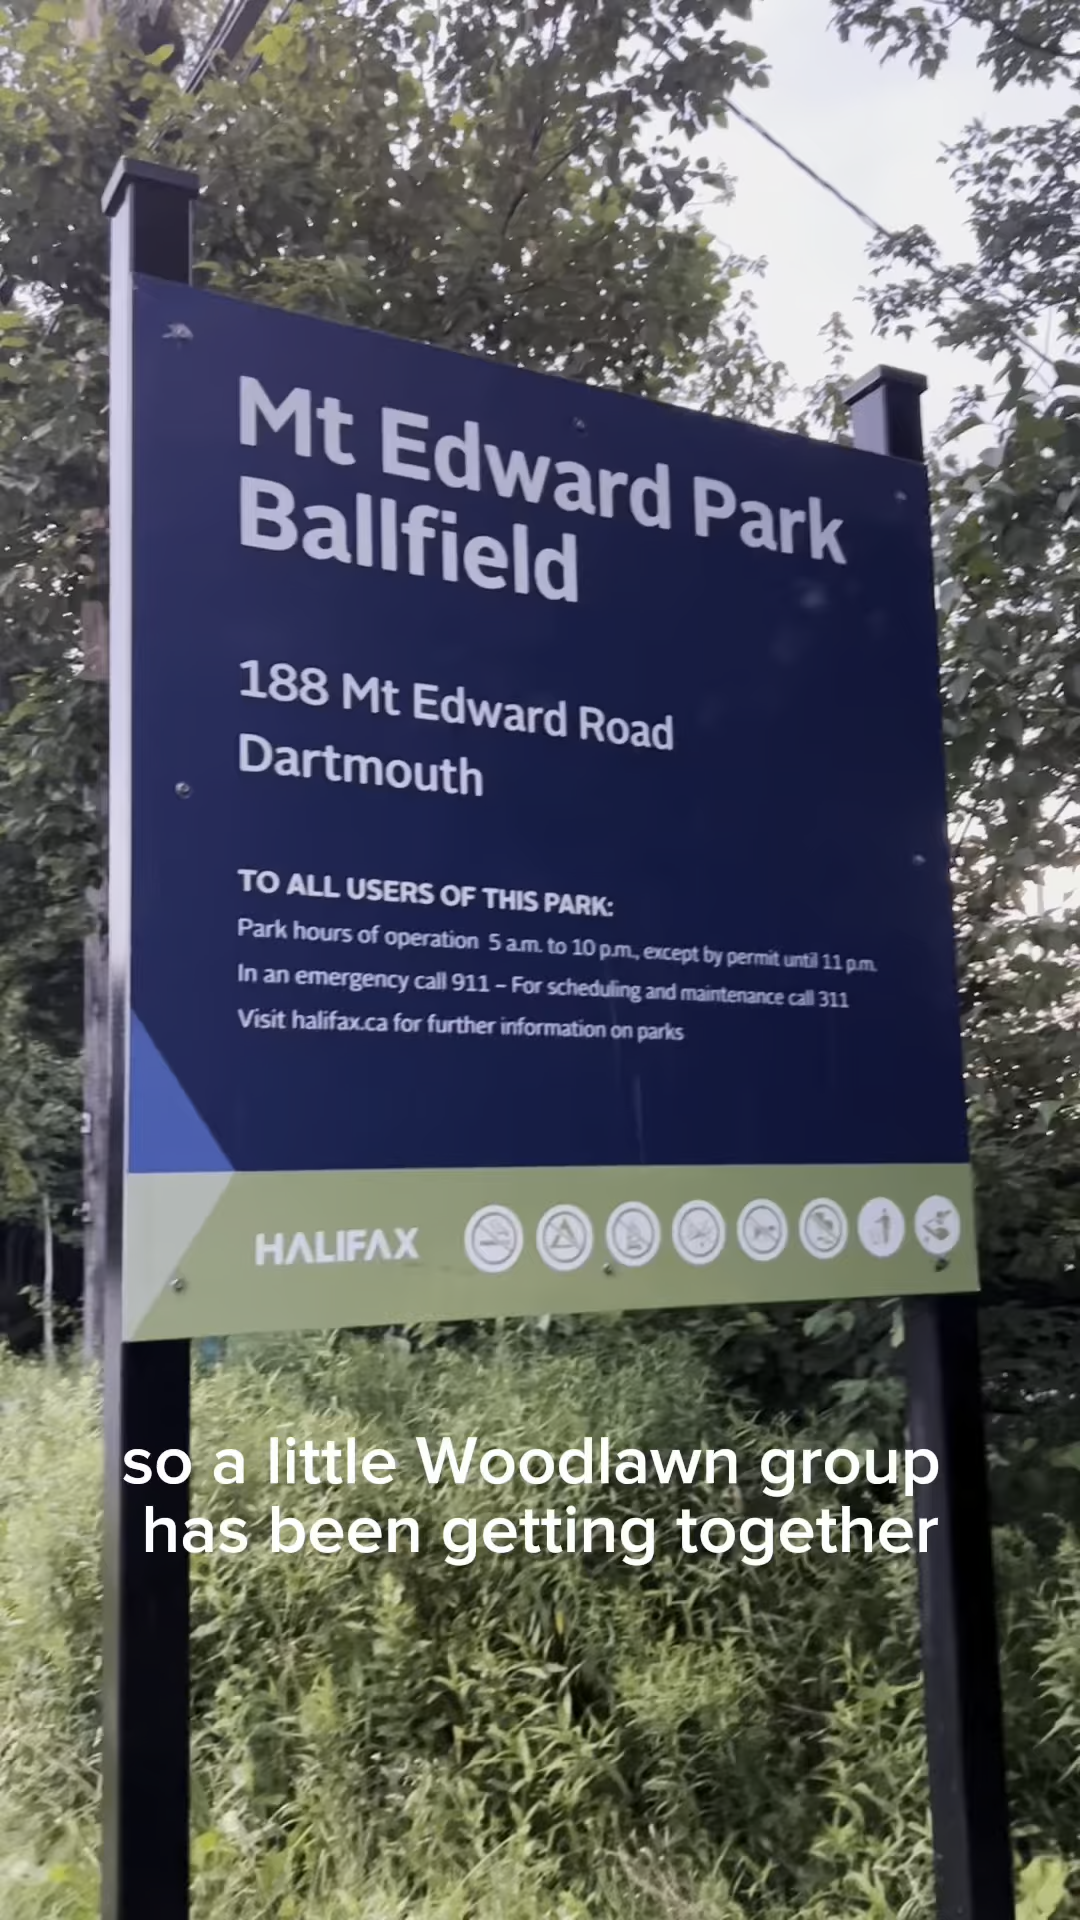 Mt Edward Park
Ballfield
188 Mt Edward Road
Dartmouth
TO ALL USERS OF THIS PARK:
Park hours of operation 5 a.m. to 10 p.m., except by permit until 11 p.m.
In an emergency call 911 – For scheduling and maintenance call 311
Visit halifax.ca for further information on parks
HALIFAX
so a little Woodlawn group
has been getting together